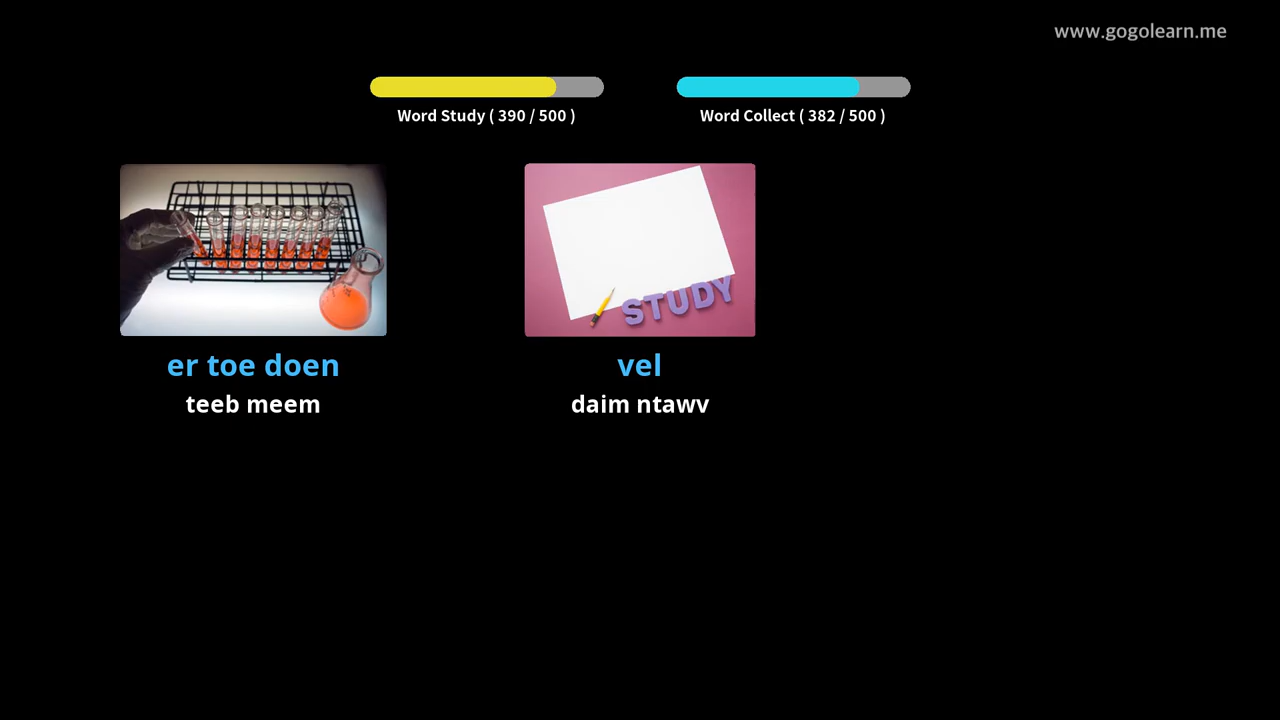 www.gogolearn.me
Word Study ( 390 / 500 )
Word Collect ( 382 / 500 )
STUDY
er toe doen
teeb meem
vel
daim ntawv